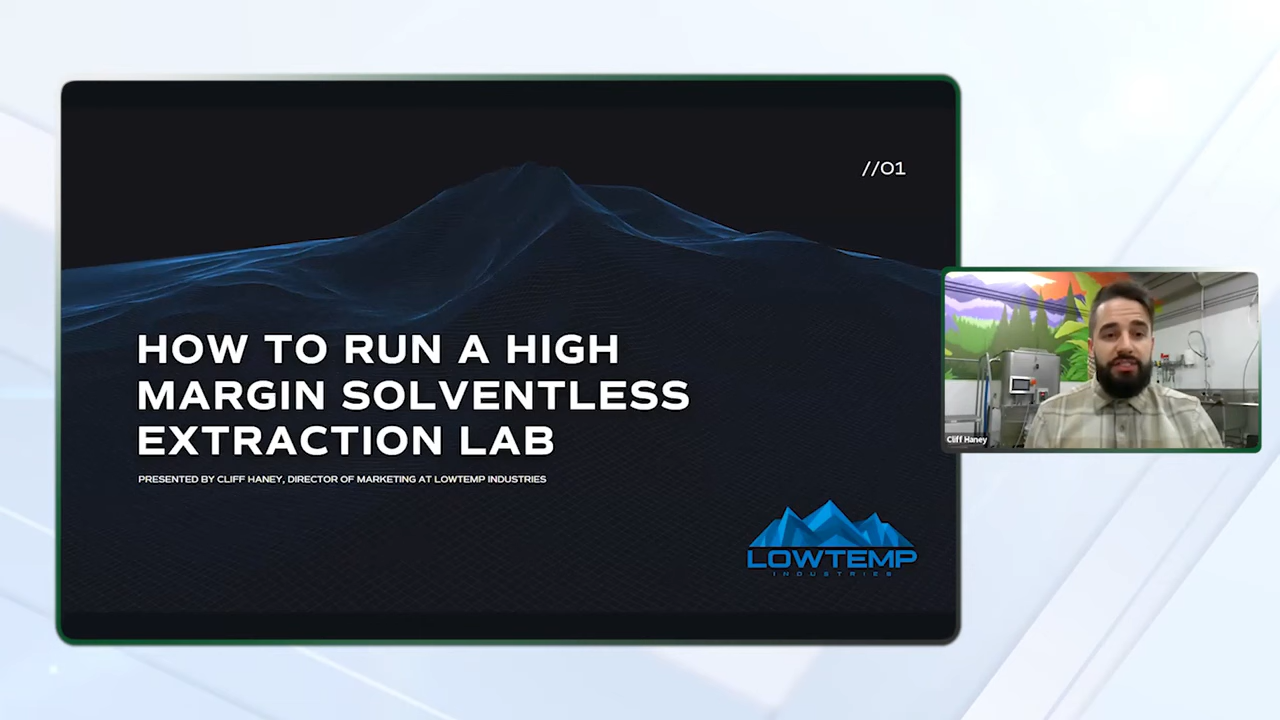 //01
HOW TO RUN A HIGH
MARGIN SOLVENTLESS
EXTRACTION LAB
PRESENTED BY CLIFF HANEY, DIRECTOR OF MARKETING AT LOWTEMP INDUSTRIES
LOWTEMP
INDUSTRIES
Cliff Haney